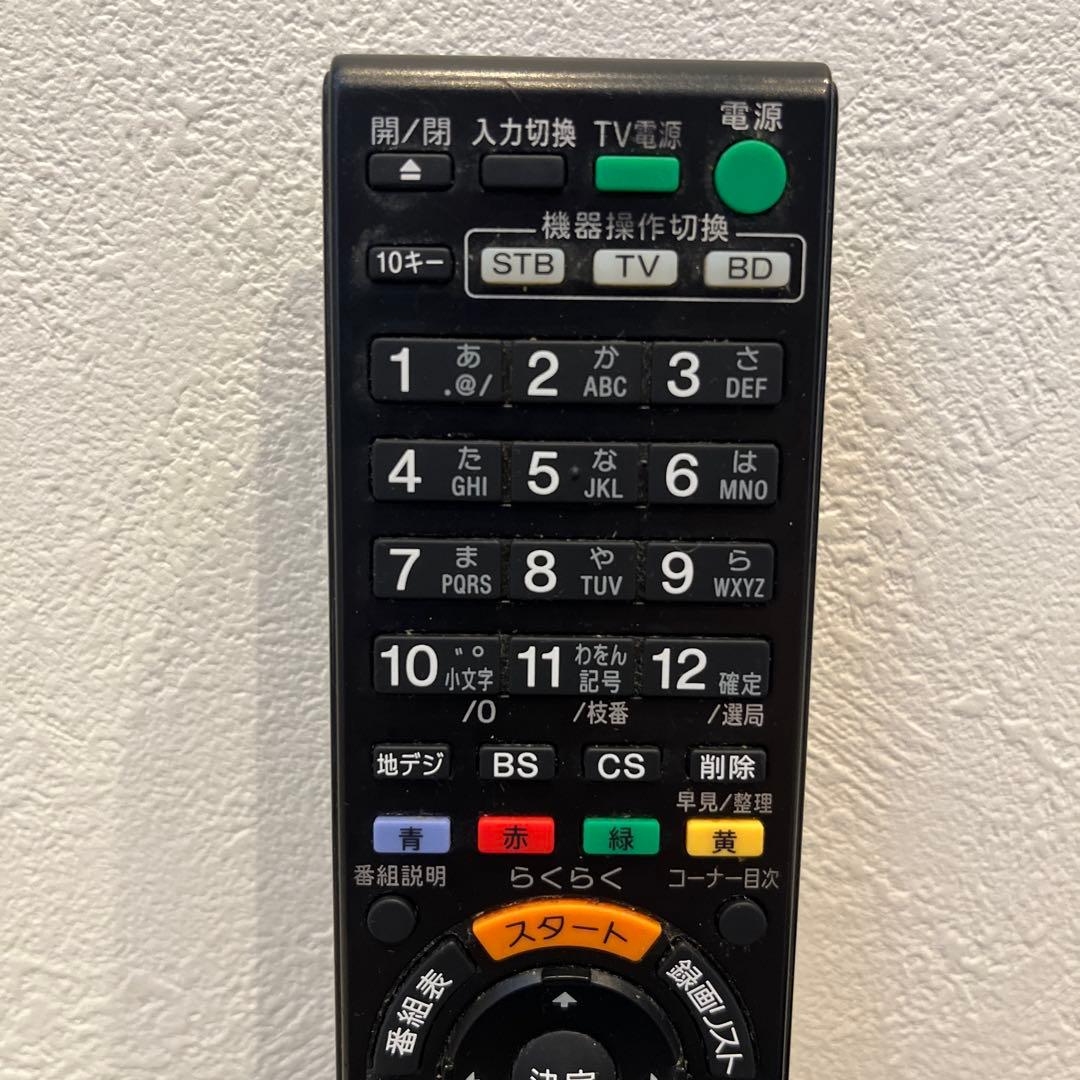 開/閉 入力切換 TV電源 電源
機器操作切換
10キー STB TV BD
1 あ .@/ 2 か ABC 3 さ DEF
4 た GHI 5 な JKL 6 は MNO
7 ま PQRS 8 や TUV 9 ら WXYZ
10 ゛゜ 小文字 11 わをん 記号 12 確定
/0 /枝番 /選局
地デジ BS CS 削除
早見/整理
青 赤 緑 黄
番組説明 らくらく コーナー目次
スタート
番組表 録画リスト
決定